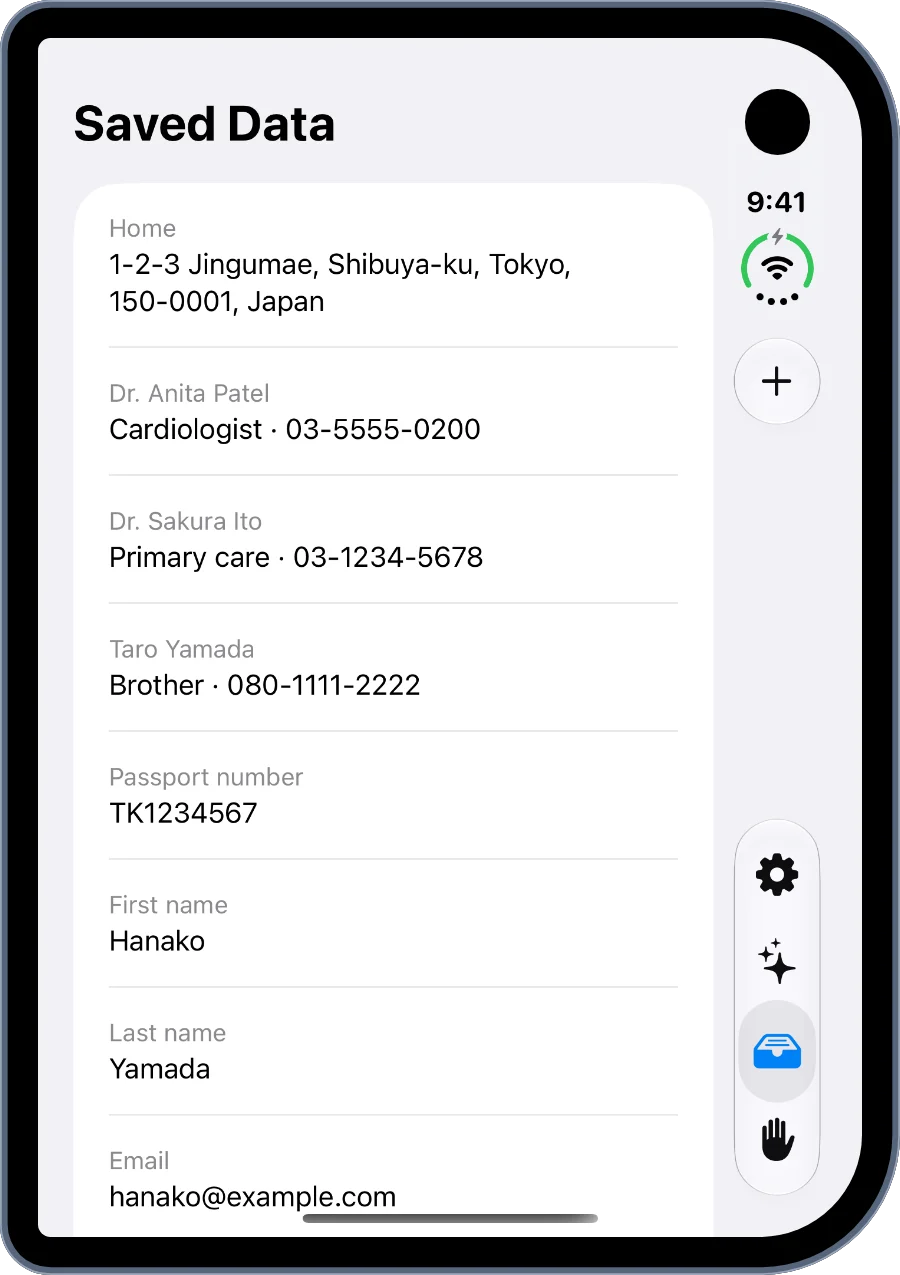 Saved Data
9:41
Home
1-2-3 Jingumae, Shibuya-ku, Tokyo,
150-0001, Japan
Dr. Anita Patel
Cardiologist · 03-5555-0200
Dr. Sakura Ito
Primary care · 03-1234-5678
Taro Yamada
Brother · 080-1111-2222
Passport number
TK1234567
First name
Hanako
Last name
Yamada
Email
hanako@example.com